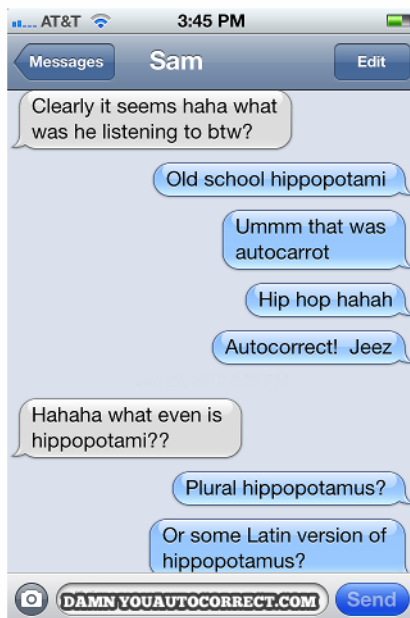 AT&T 3:45 PM
Messages Sam Edit
Clearly it seems haha what
was he listening to btw?
Old school hippopotami
Ummm that was
autocarrot
Hip hop hahah
Autocorrect! Jeez
Hahaha what even is
hippopotami??
Plural hippopotamus?
Or some Latin version of
hippopotamus?
DAMNYOUAUTOCORRECT.COM Send